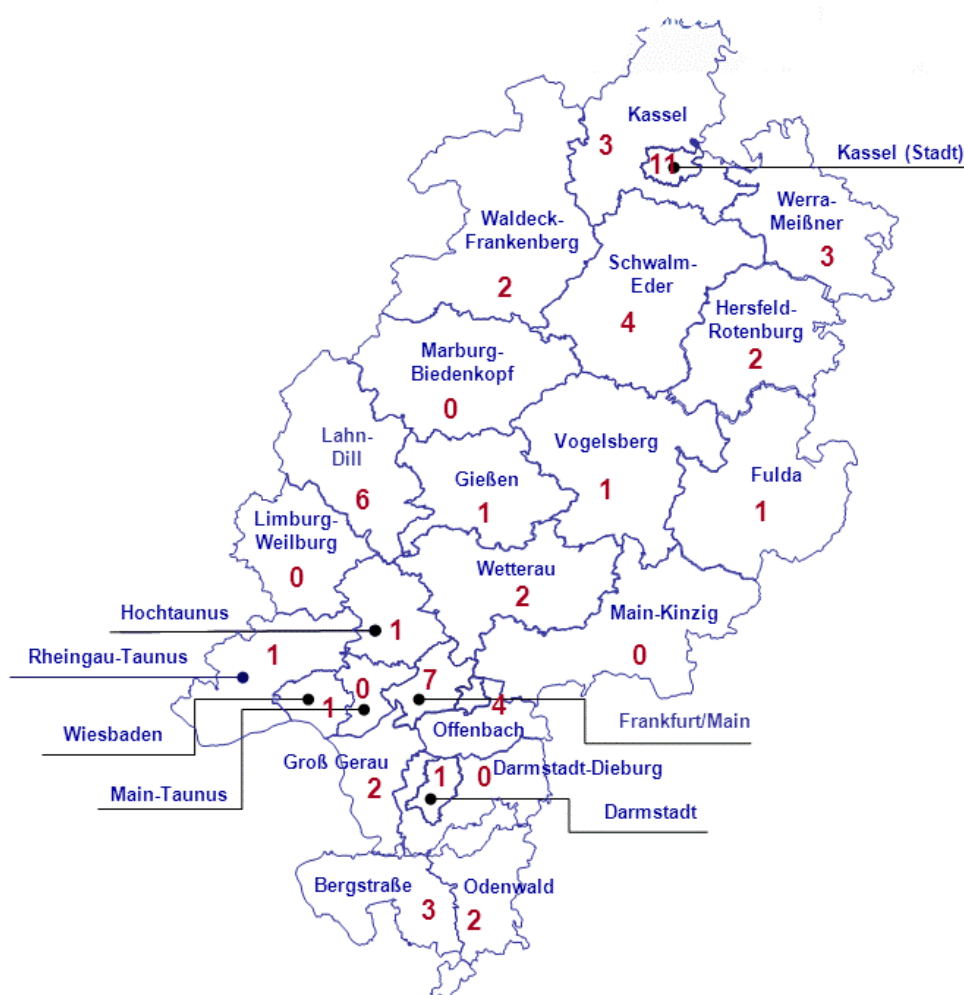 Kassel
3
11
Kassel (Stadt)
Werra-
Meißner
3
Waldeck-
Frankenberg
2
Schwalm-
Eder
4
Hersfeld-
Rotenburg
2
Marburg-
Biedenkopf
0
Lahn-
Dill
6
Gießen
1
Vogelsberg
1
Fulda
1
Limburg-
Weilburg
0
Wetterau
2
Main-Kinzig
0
Hochtaunus
1
Rheingau-Taunus
1
0
7
4
1
Wiesbaden
Frankfurt/Main
Offenbach
Groß Gerau
2
Main-Taunus
1
0
Darmstadt-Dieburg
Darmstadt
Bergstraße
3
Odenwald
2